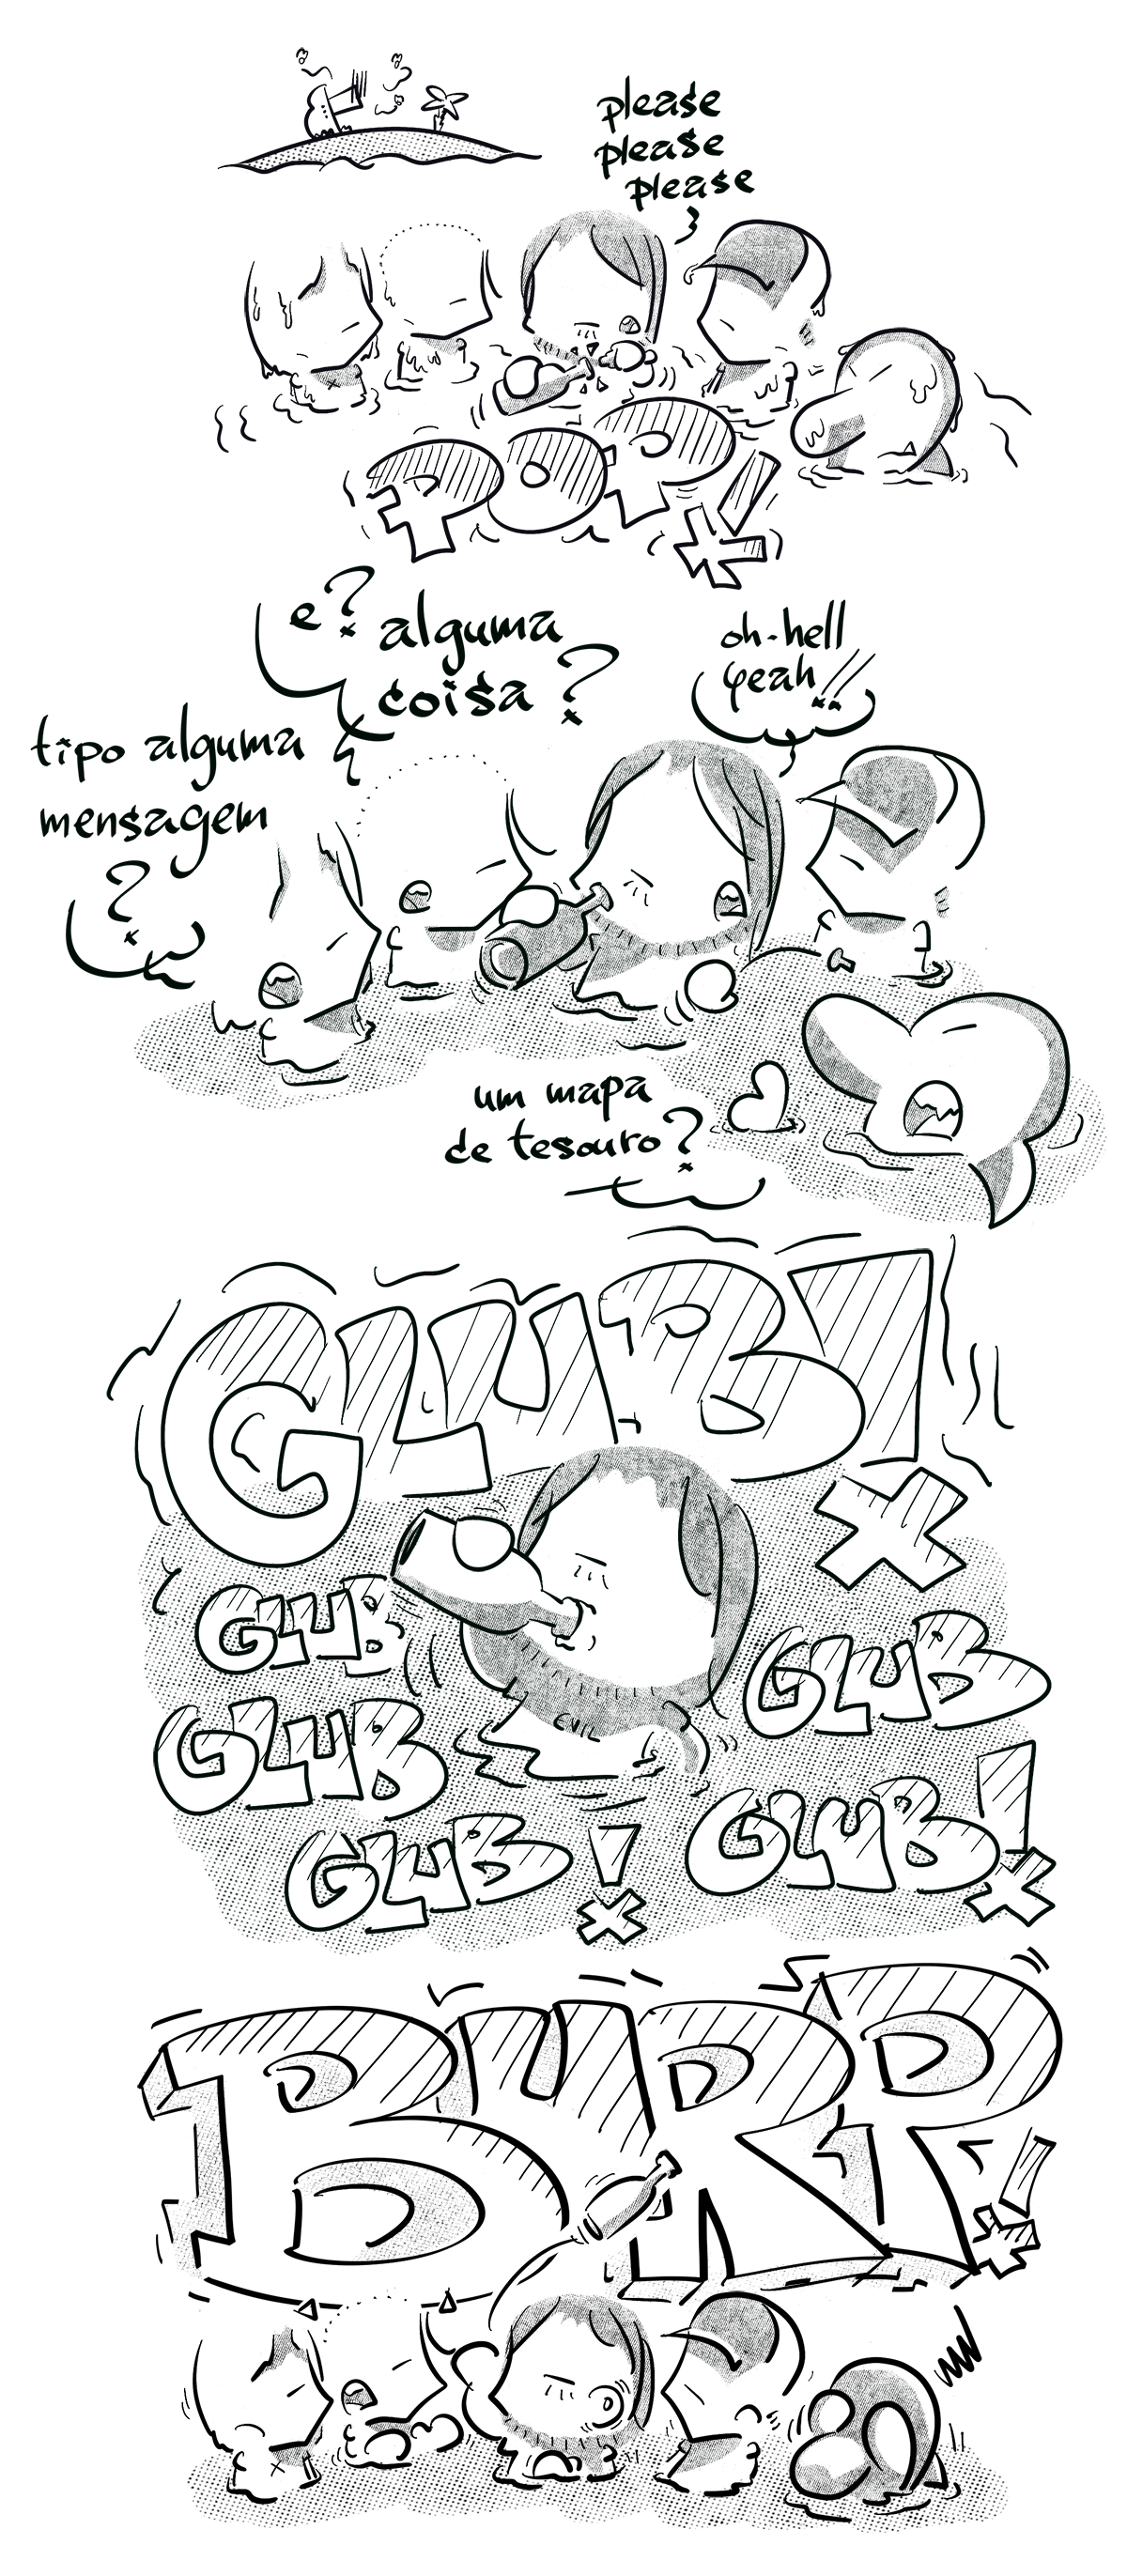 please
please
please
POP!
e? alguma
coisa?
oh-hell
yeah!!
tipo alguma
mensagem
?
um mapa
de tesouro?
GLUB!
GLUB
GLUB
GLUB
EVIL
GLUB!
GLUB!
BURP!